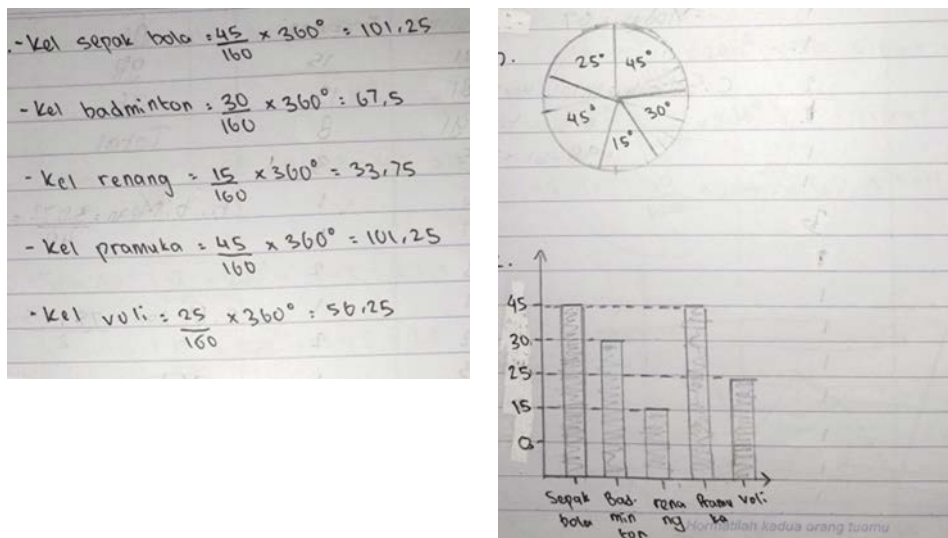 - Kel sepak bola = 45/160 × 360° = 101,25
- Kel badminton = 30/160 × 360° = 67,5
- Kel renang = 15/160 × 360° = 33,75
- Kel pramuka = 45/160 × 360° = 101,25
- Kel voli = 25/160 × 360° = 56,25
25° 45°
45° 30°
15°
45
30
25
15
0
Sepak bola
Bad. min ton
rena ng
Pramu ka
voli
Hormatilah kedua orang tuamu